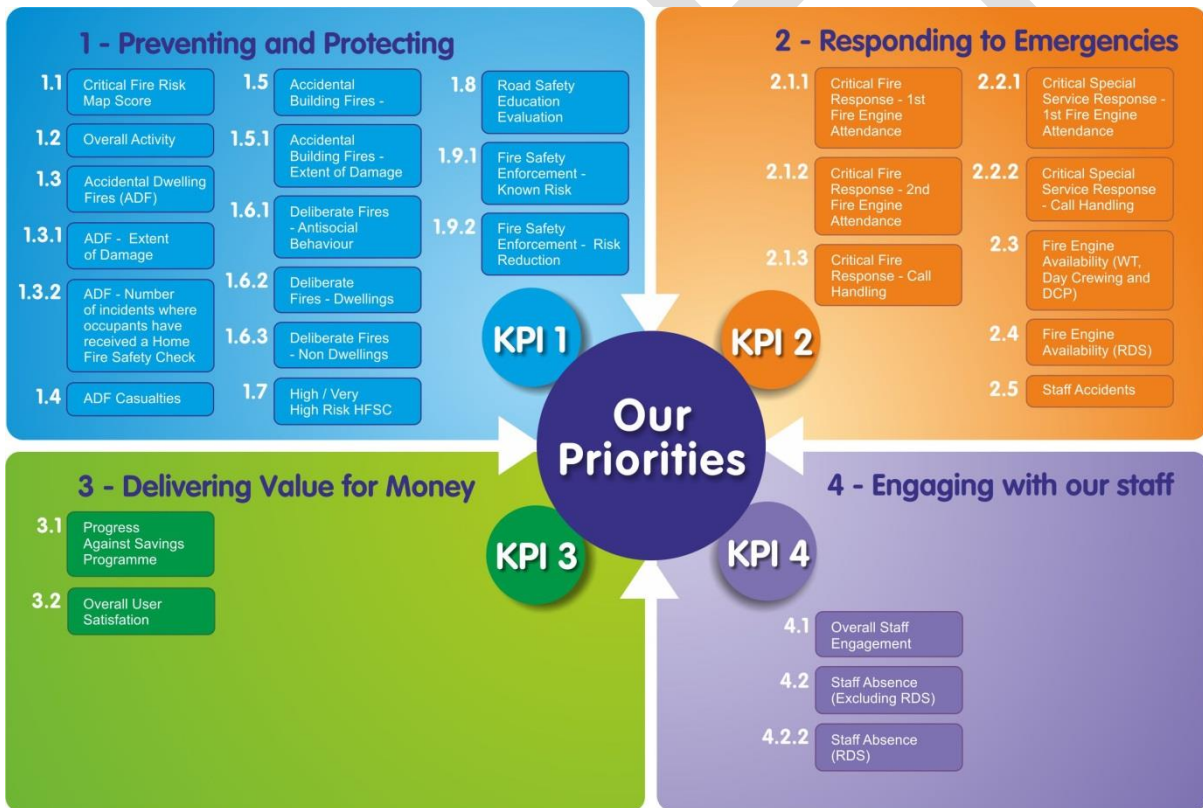 1 - Preventing and Protecting
1.1
Critical Fire Risk
Map Score
1.2
Overall Activity
1.3
Accidental Dwelling
Fires (ADF)
1.3.1
ADF - Extent
of Damage
1.3.2
ADF - Number
of incidents where
occupants have
received a Home
Fire Safety Check
1.4
ADF Casualties
1.5
Accidental
Building Fires -
1.5.1
Accidental
Building Fires -
Extent of Damage
1.6.1
Deliberate Fires
- Antisocial
Behaviour
1.6.2
Deliberate
Fires - Dwellings
1.6.3
Deliberate Fires
- Non Dwellings
1.7
High / Very
High Risk HFSC
1.8
Road Safety
Education
Evaluation
1.9.1
Fire Safety
Enforcement -
Known Risk
1.9.2
Fire Safety
Enforcement - Risk
Reduction
KPI 1
2 - Responding to Emergencies
2.1.1
Critical Fire
Response - 1st
Fire Engine
Attendance
2.1.2
Critical Fire
Response - 2nd
Fire Engine
Attendance
2.1.3
Critical Fire
Response - Call
Handling
2.2.1
Critical Special
Service Response -
1st Fire Engine
Attendance
2.2.2
Critical Special
Service Response
- Call Handling
2.3
Fire Engine
Availability (WT,
Day Crewing and
DCP)
2.4
Fire Engine
Availability (RDS)
2.5
Staff Accidents
KPI 2
Our
Priorities
3 - Delivering Value for Money
3.1
Progress
Against Savings
Programme
3.2
Overall User
Satisfation
KPI 3
4 - Engaging with our staff
KPI 4
4.1
Overall Staff
Engagement
4.2
Staff Absence
(Excluding RDS)
4.2.2
Staff Absence
(RDS)